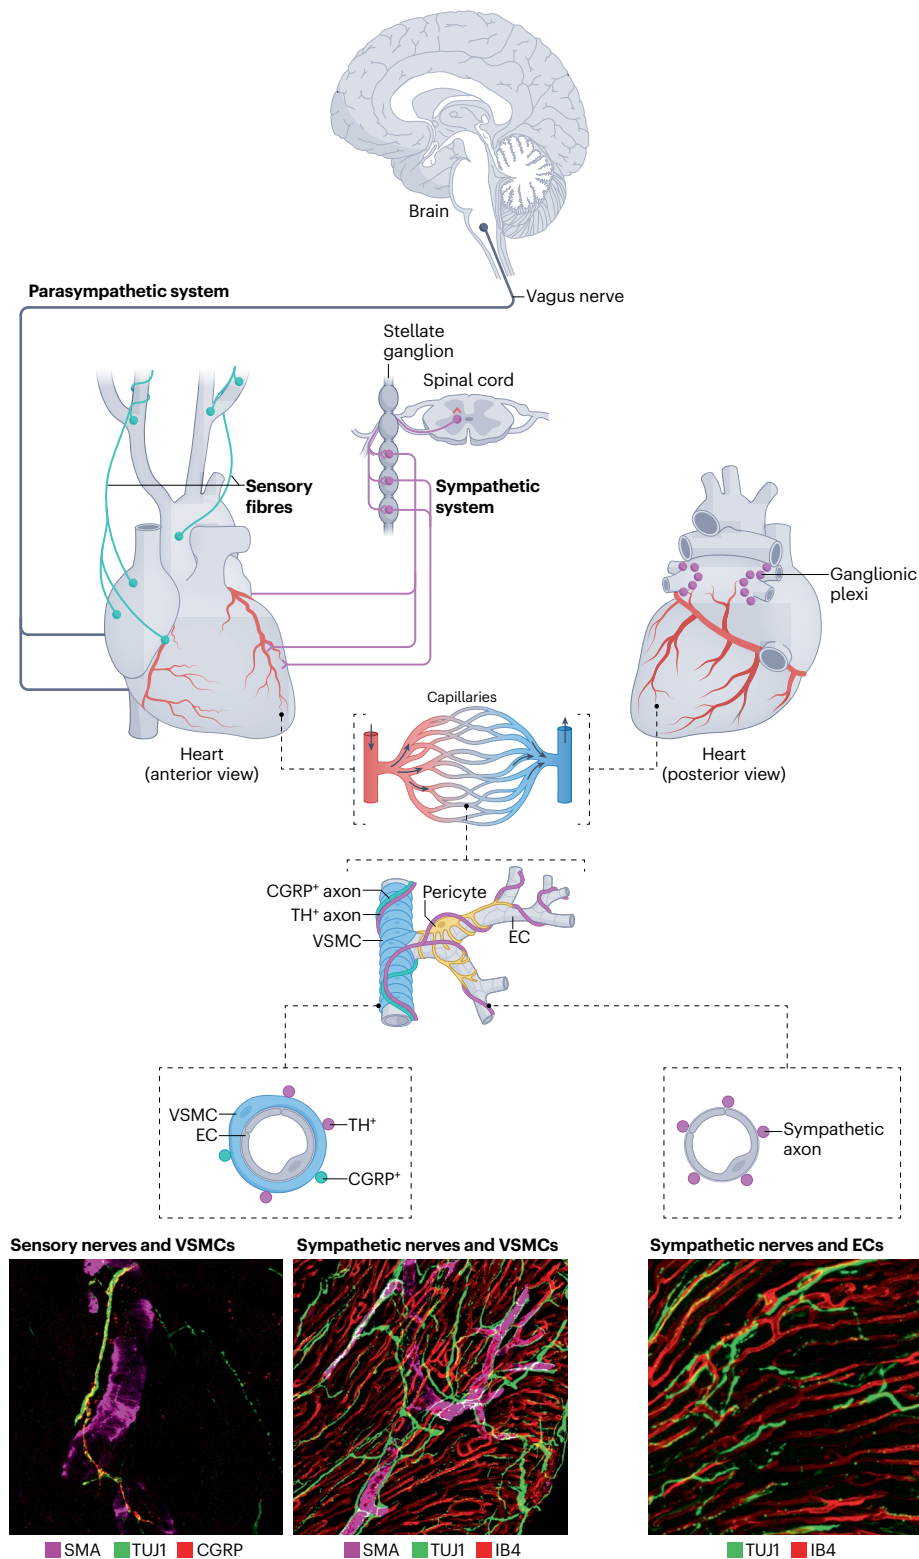 Brain
Parasympathetic system
Vagus nerve
Stellate
ganglion
Spinal cord
Sensory
fibres
Sympathetic
system
Ganglionic
plexi
Capillaries
Heart
(anterior view)
Heart
(posterior view)
CGRP⁺ axon
Pericyte
TH⁺ axon
VSMC
EC
VSMC
EC
TH⁺
CGRP⁺
Sympathetic
axon
Sensory nerves and VSMCs
Sympathetic nerves and VSMCs
Sympathetic nerves and ECs
SMA TUJ1 CGRP
SMA TUJ1 IB4
TUJ1 IB4